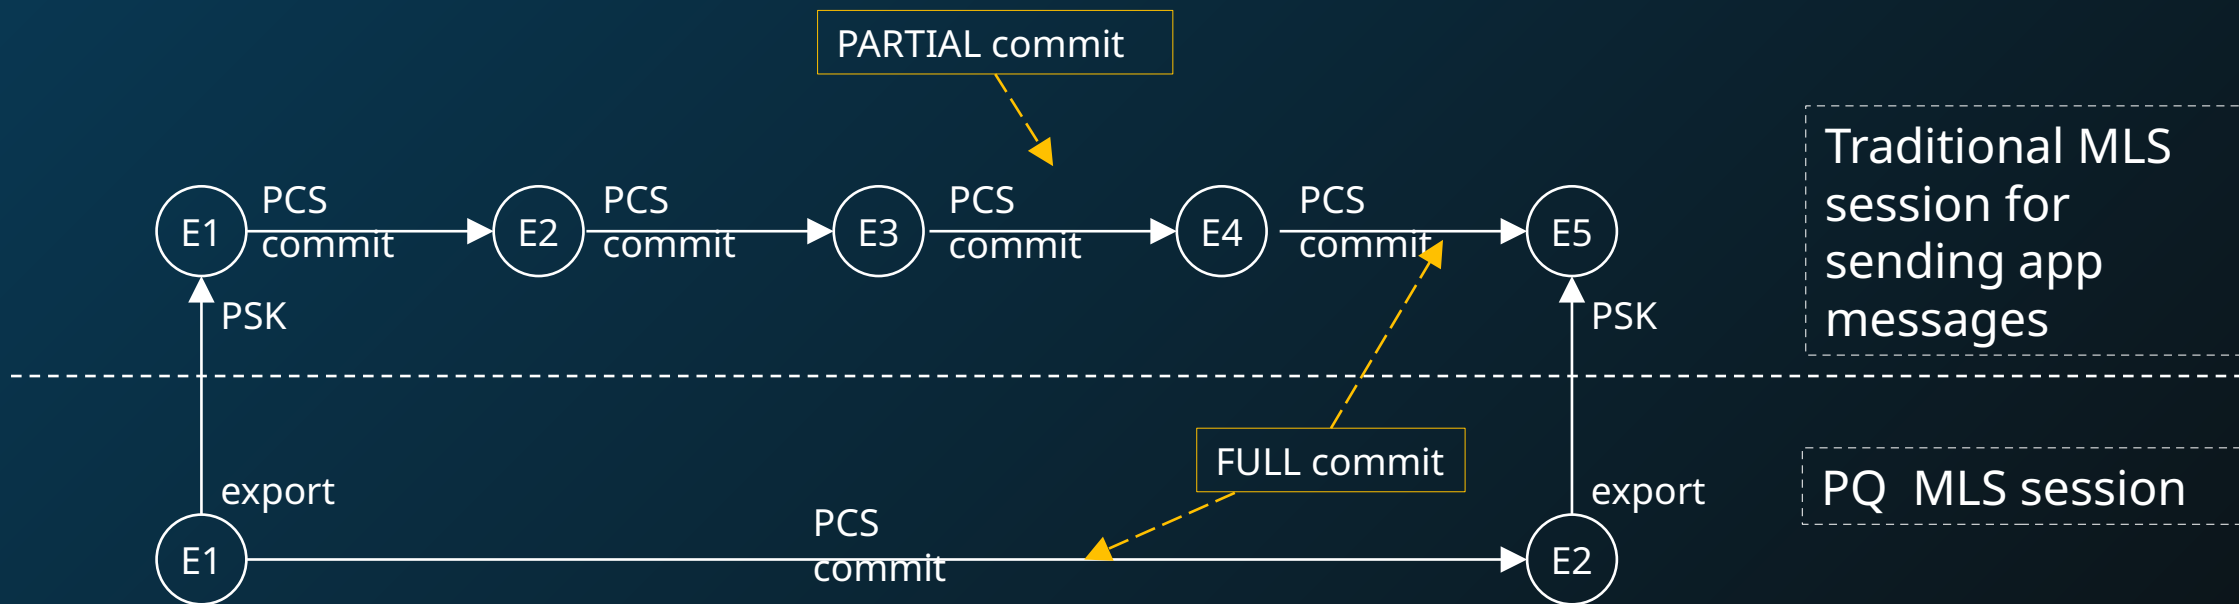 PARTIAL commit
Traditional MLS
session for
sending app
messages
E1
PCS
commit
E2
PCS
commit
E3
PCS
commit
E4
PCS
commit
E5
PSK
PSK
FULL commit
PQ  MLS session
export
export
E1
PCS
commit
E2